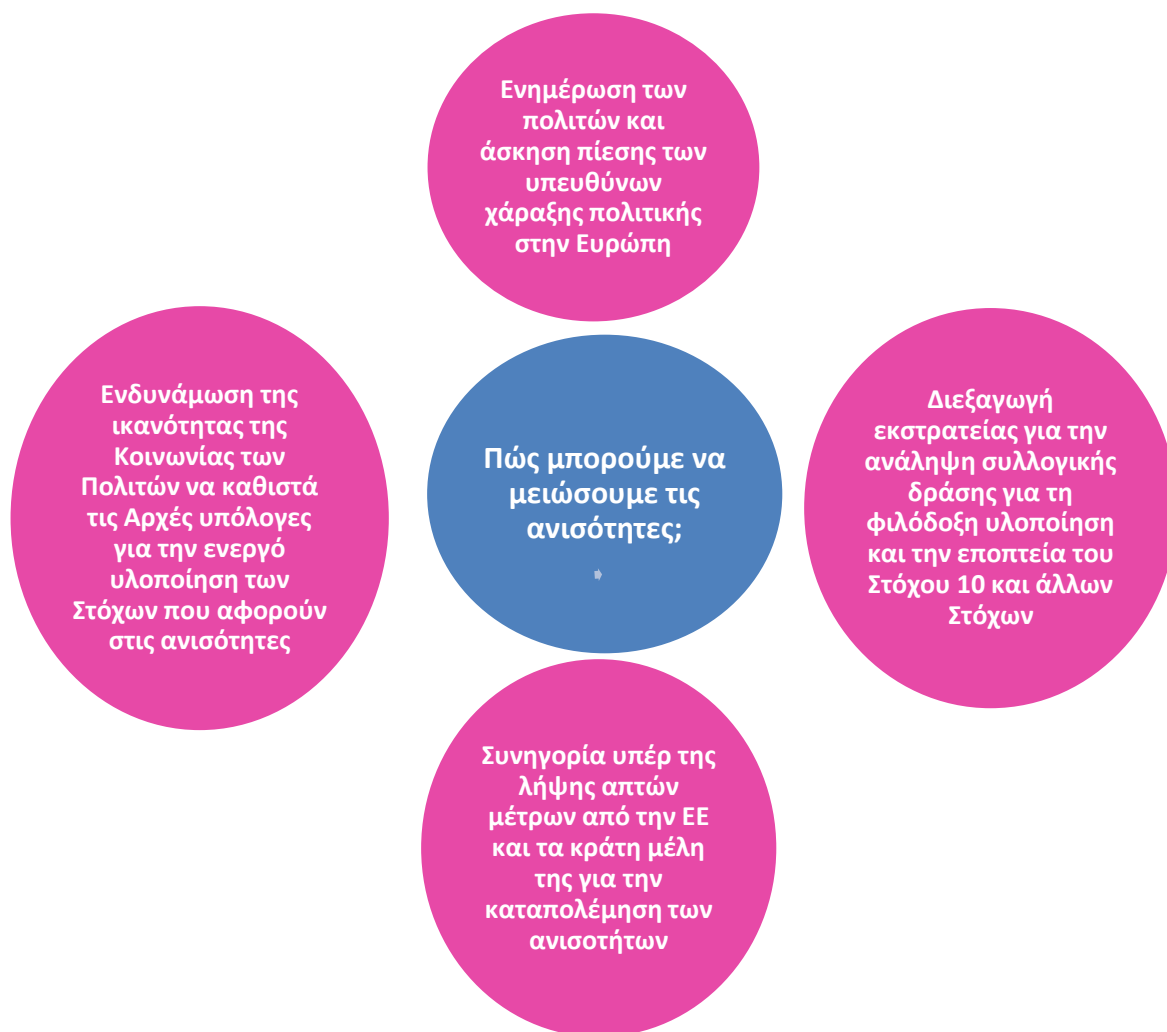 Ενημέρωση των
πολιτών και
άσκηση πίεσης των
υπευθύνων
χάραξης πολιτικής
στην Ευρώπη
Ενδυνάμωση της
ικανότητας της
Κοινωνίας των
Πολιτών να καθιστά
τις Αρχές υπόλογες
για την ενεργό
υλοποίηση των
Στόχων που αφορούν
στις ανισότητες
Πώς μπορούμε να
μειώσουμε τις
ανισότητες;
Διεξαγωγή
εκστρατείας για την
ανάληψη συλλογικής
δράσης για τη
φιλόδοξη υλοποίηση
και την εποπτεία του
Στόχου 10 και άλλων
Στόχων
Συνηγορία υπέρ της
λήψης απτών
μέτρων από την ΕΕ
και τα κράτη μέλη
της για την
καταπολέμηση των
ανισοτήτων